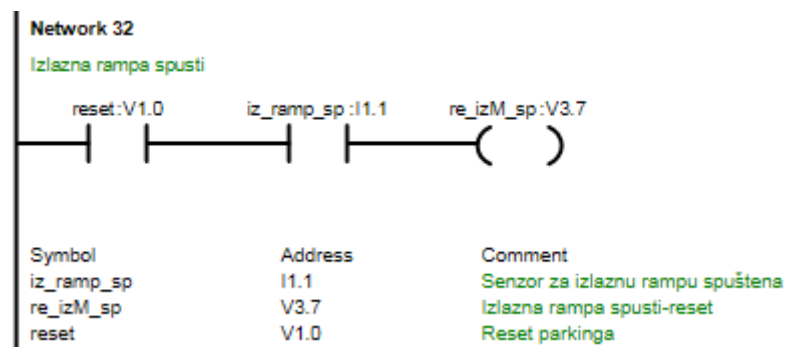 Network 32
Izlazna rampa spusti
reset:V1.0 iz_ramp_sp:I1.1 re_izM_sp:V3.7
Symbol Address Comment
iz_ramp_sp I1.1 Senzor za izlaznu rampu spuštena
re_izM_sp V3.7 Izlazna rampa spusti-reset
reset V1.0 Reset parkinga